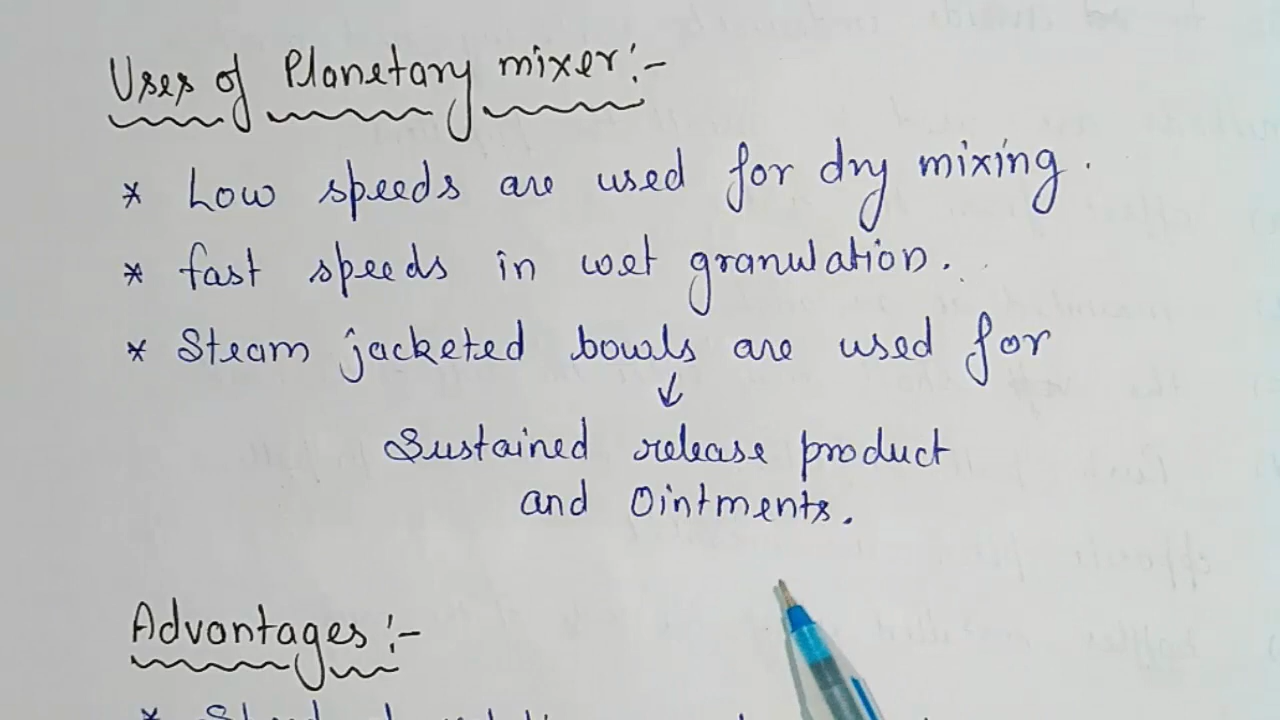 Uses of Planetary mixer:-
* Low speeds are used for dry mixing.
* fast speeds in wet granulation.
* Steam jacketed bowls are used for
↓
Sustained release product
and Ointments.
Advantages:-
*